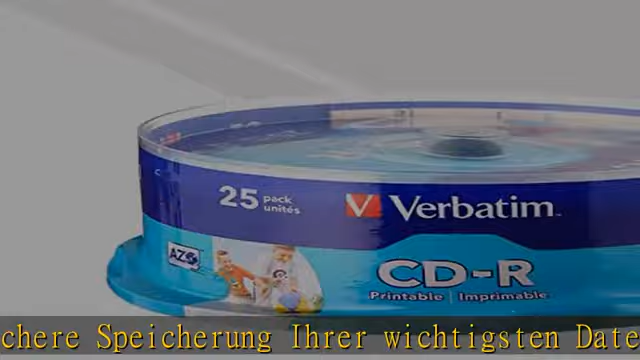 25 pack
unités
Verbatim
AZO
CD-R
Printable | Imprimable
chere Speicherung Ihrer wichtigsten Date